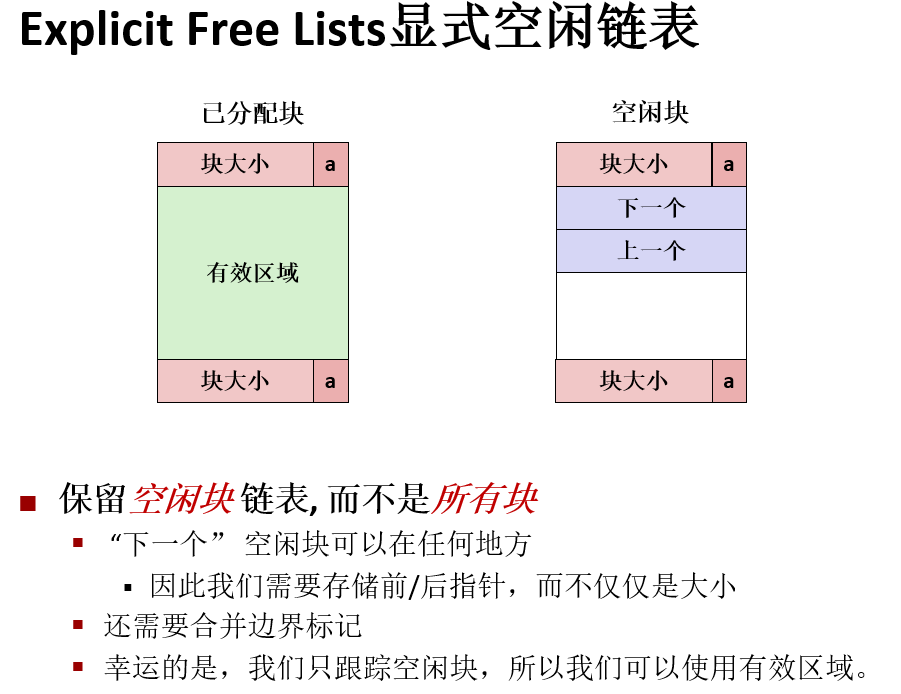 Explicit Free Lists显式空闲链表
已分配块
空闲块
块大小 a
块大小 a
下一个
上一个
有效区域
块大小 a
块大小 a
保留空闲块 链表, 而不是所有块
“下一个” 空闲块可以在任何地方
因此我们需要存储前/后指针，而不仅仅是大小
还需要合并边界标记
幸运的是，我们只跟踪空闲块，所以我们可以使用有效区域。